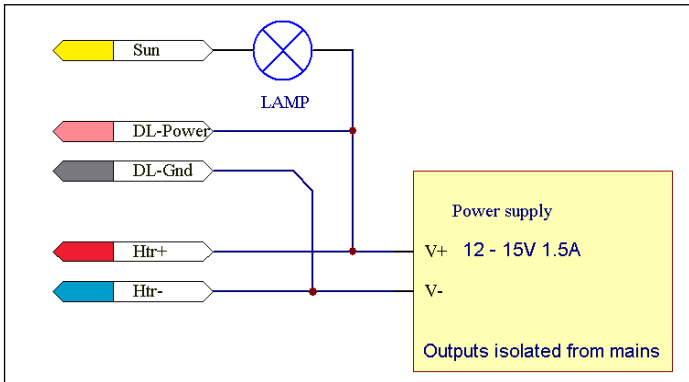 Sun
LAMP
DL-Power
DL-Gnd
Power supply
Htr+
V+ 12 - 15V 1.5A
Htr-
V-
Outputs isolated from mains